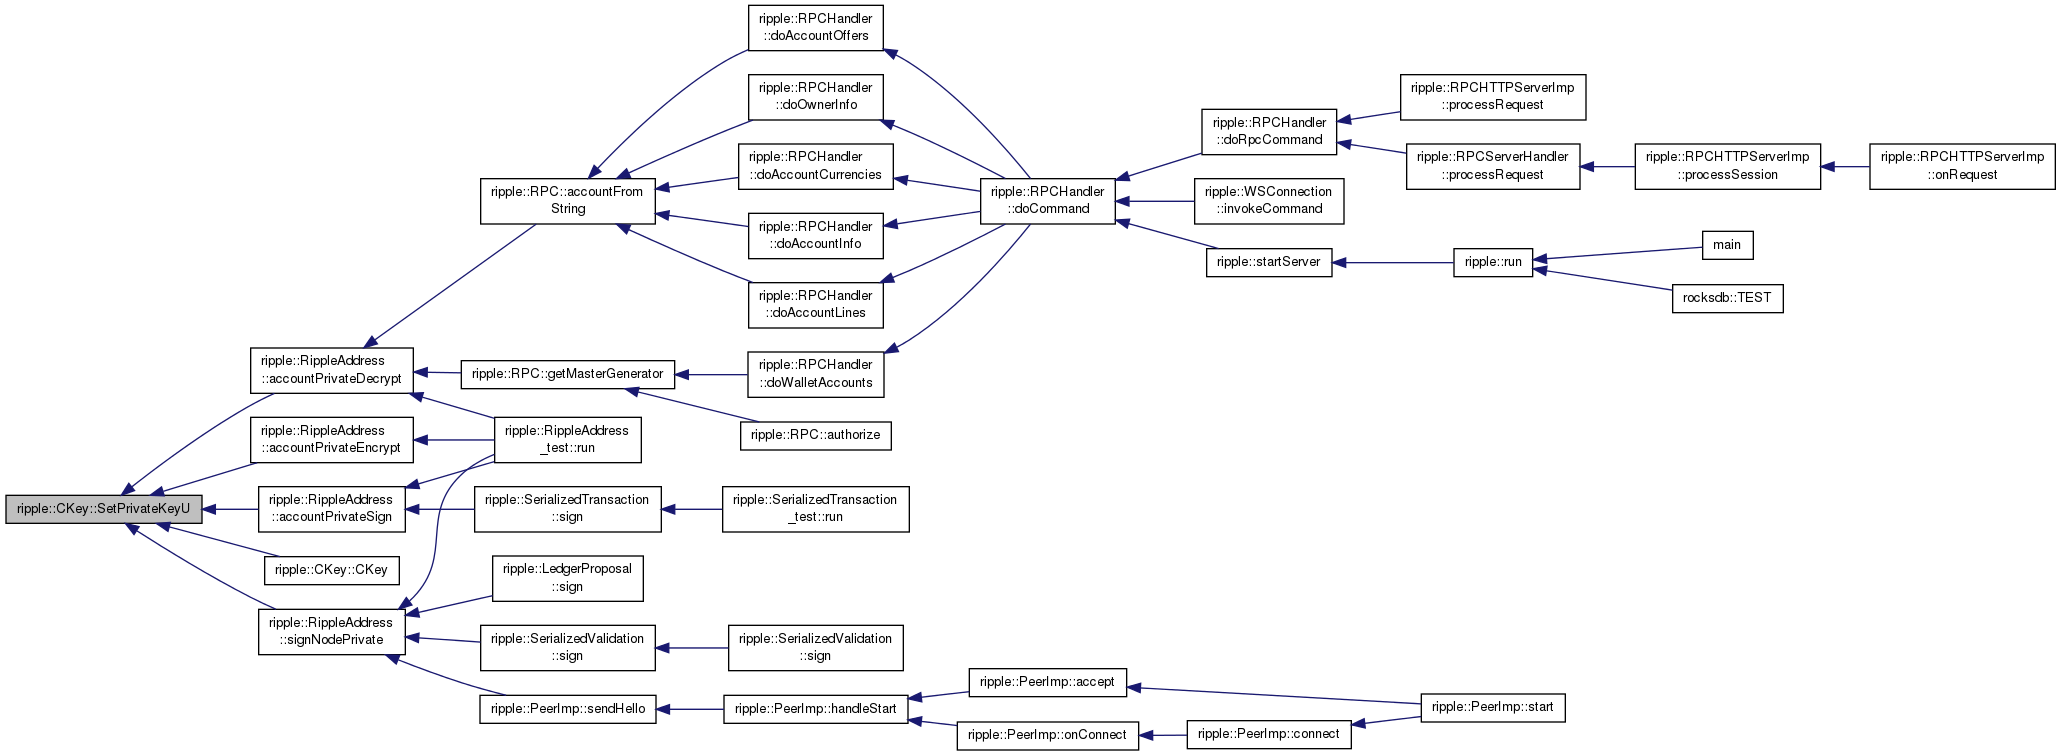 ripple::RPCHandler
::doAccountOffers
ripple::RPCHandler
::doOwnerInfo
ripple::RPCHandler
::doAccountCurrencies
ripple::RPCHandler
::doAccountInfo
ripple::RPCHandler
::doAccountLines
ripple::RPC::accountFrom
String
ripple::RPCHandler
::doCommand
ripple::RPCHandler
::doRpcCommand
ripple::RPCHTTPServerImp
::processRequest
ripple::RPCServerHandler
::processRequest
ripple::RPCHTTPServerImp
::processSession
ripple::RPCHTTPServerImp
::onRequest
ripple::WSConnection
::invokeCommand
ripple::startServer
ripple::run
main
rocksdb::TEST
ripple::RippleAddress
::accountPrivateDecrypt
ripple::RPC::getMasterGenerator
ripple::RPCHandler
::doWalletAccounts
ripple::RPC::authorize
ripple::RippleAddress
::accountPrivateEncrypt
ripple::RippleAddress
_test::run
ripple::CKey::SetPrivateKeyU
ripple::RippleAddress
::accountPrivateSign
ripple::SerializedTransaction
::sign
ripple::SerializedTransaction
_test::run
ripple::CKey::CKey
ripple::LedgerProposal
::sign
ripple::RippleAddress
::signNodePrivate
ripple::SerializedValidation
::sign
ripple::SerializedValidation
::sign
ripple::PeerImp::sendHello
ripple::PeerImp::handleStart
ripple::PeerImp::accept
ripple::PeerImp::onConnect
ripple::PeerImp::connect
ripple::PeerImp::start